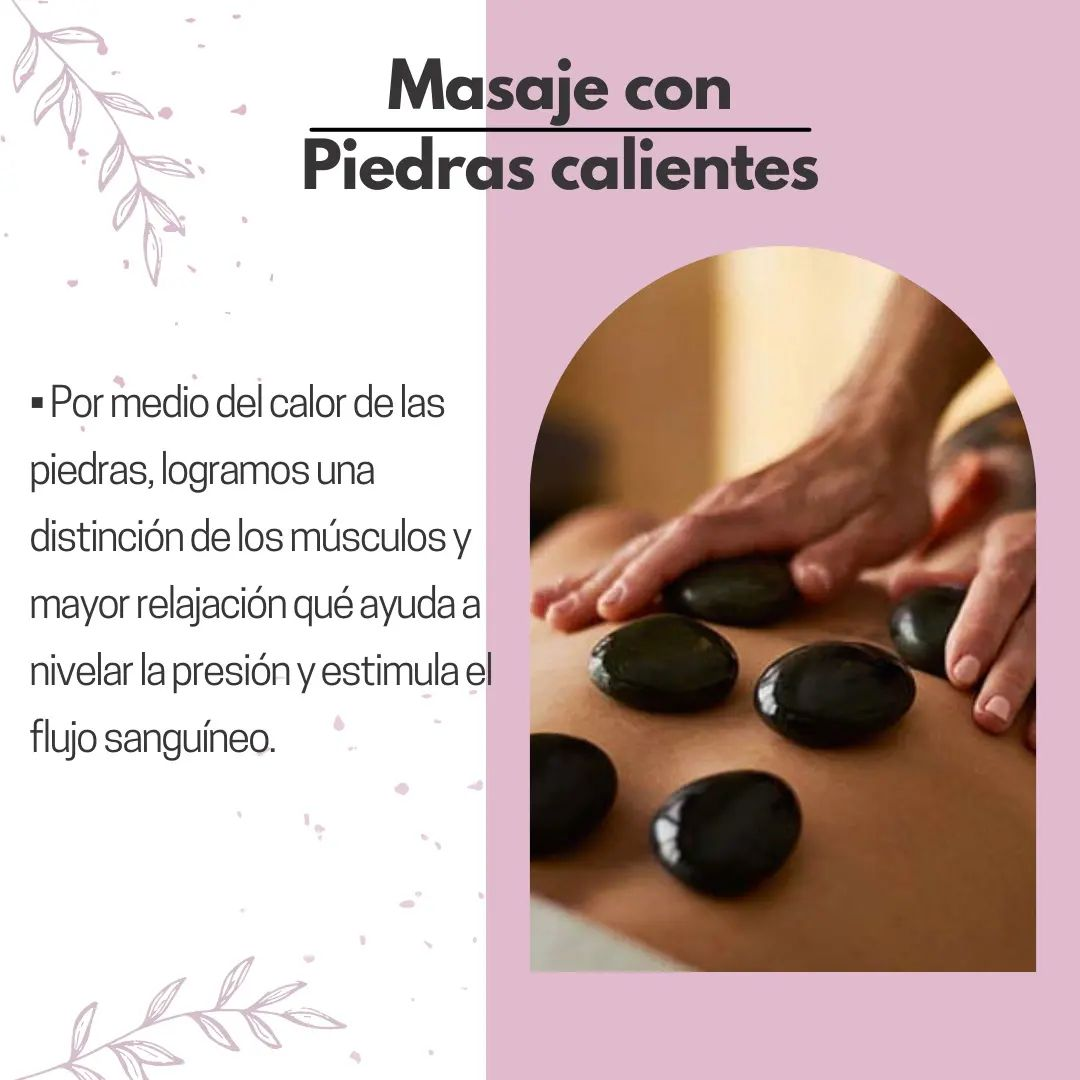 Masaje con
Piedras calientes
▪ Por medio del calor de las
piedras, logramos una
distinción de los músculos y
mayor relajación qué ayuda a
nivelar la presión y estimula el
flujo sanguíneo.